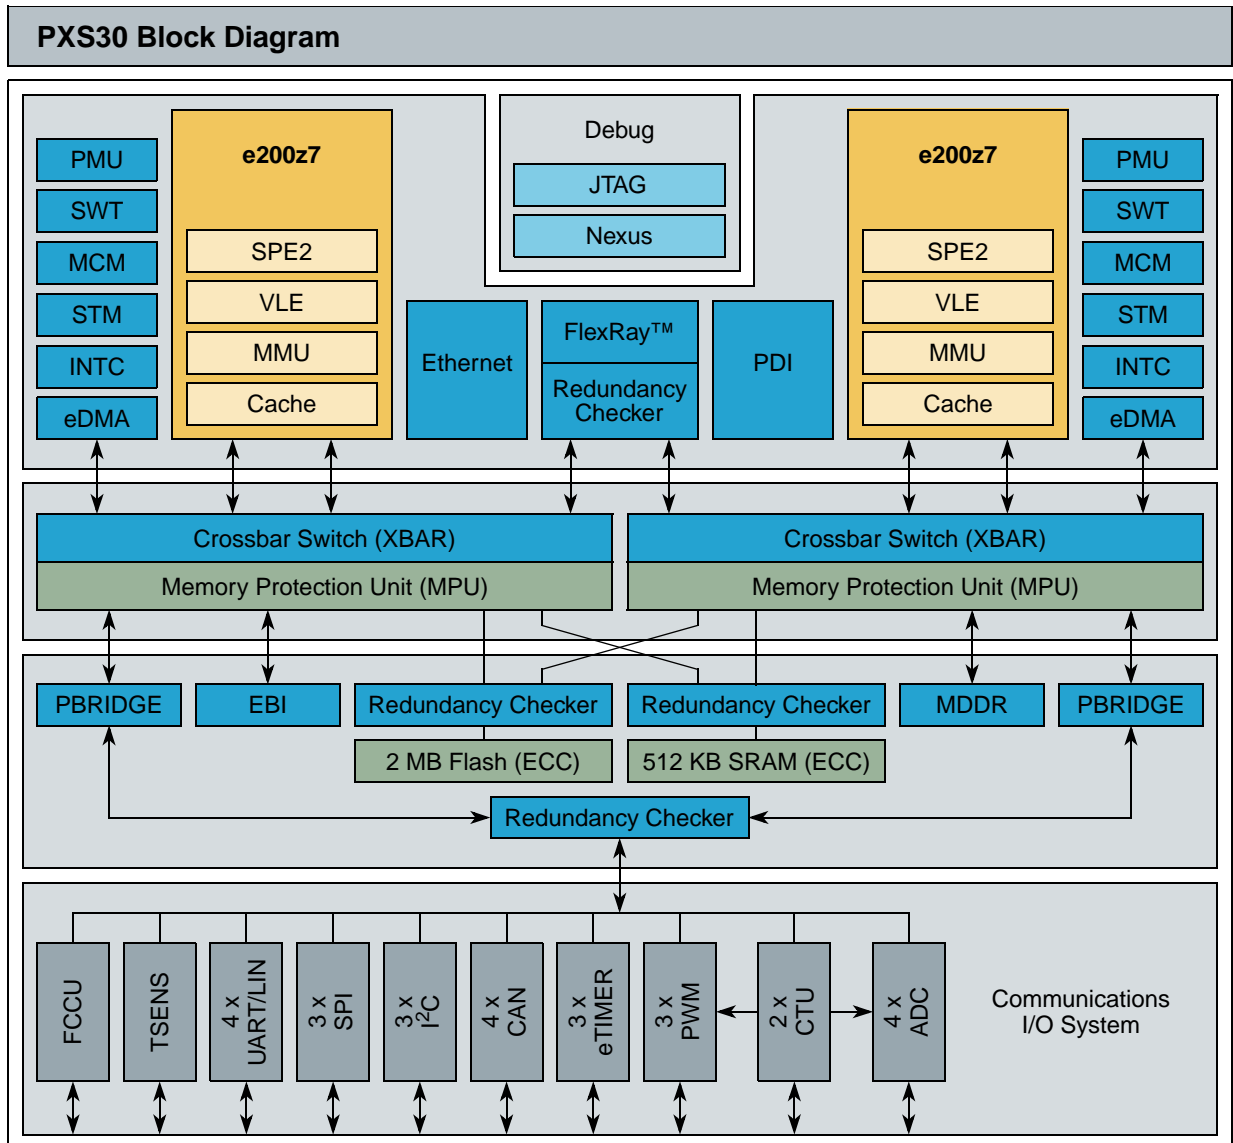 PXS30 Block Diagram
PMU
SWT
MCM
STM
INTC
eDMA
e200z7
SPE2
VLE
MMU
Cache
Debug
JTAG
Nexus
Ethernet
FlexRay™
Redundancy
Checker
PDI
e200z7
SPE2
VLE
MMU
Cache
PMU
SWT
MCM
STM
INTC
eDMA
Crossbar Switch (XBAR)
Memory Protection Unit (MPU)
Crossbar Switch (XBAR)
Memory Protection Unit (MPU)
PBRIDGE
EBI
Redundancy Checker
Redundancy Checker
MDDR
PBRIDGE
2 MB Flash (ECC)
512 KB SRAM (ECC)
Redundancy Checker
FCCU
TSENS
4 x
UART/LIN
3 x
SPI
3 x
I²C
4 x
CAN
3 x
eTIMER
3 x
PWM
2 x
CTU
4 x
ADC
Communications
I/O System